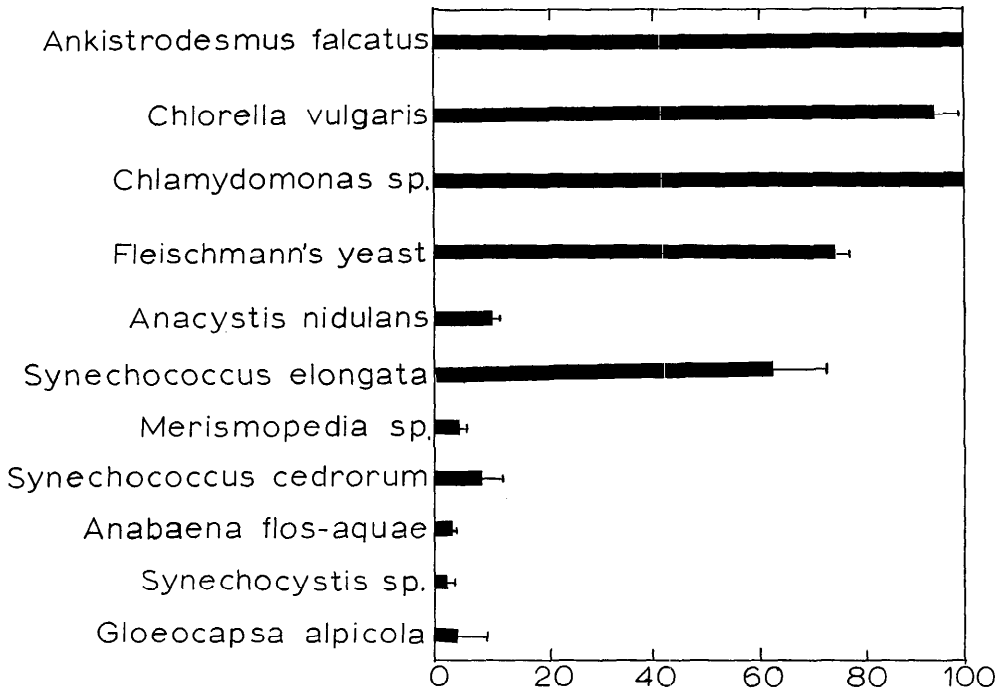 Ankistrodesmus falcatus
Chlorella vulgaris
Chlamydomonas sp.
Fleischmann's yeast
Anacystis nidulans
Synechococcus elongata
Merismopedia sp.
Synechococcus cedrorum
Anabaena flos-aquae
Synechocystis sp.
Gloeocapsa alpicola
0 20 40 60 80 100